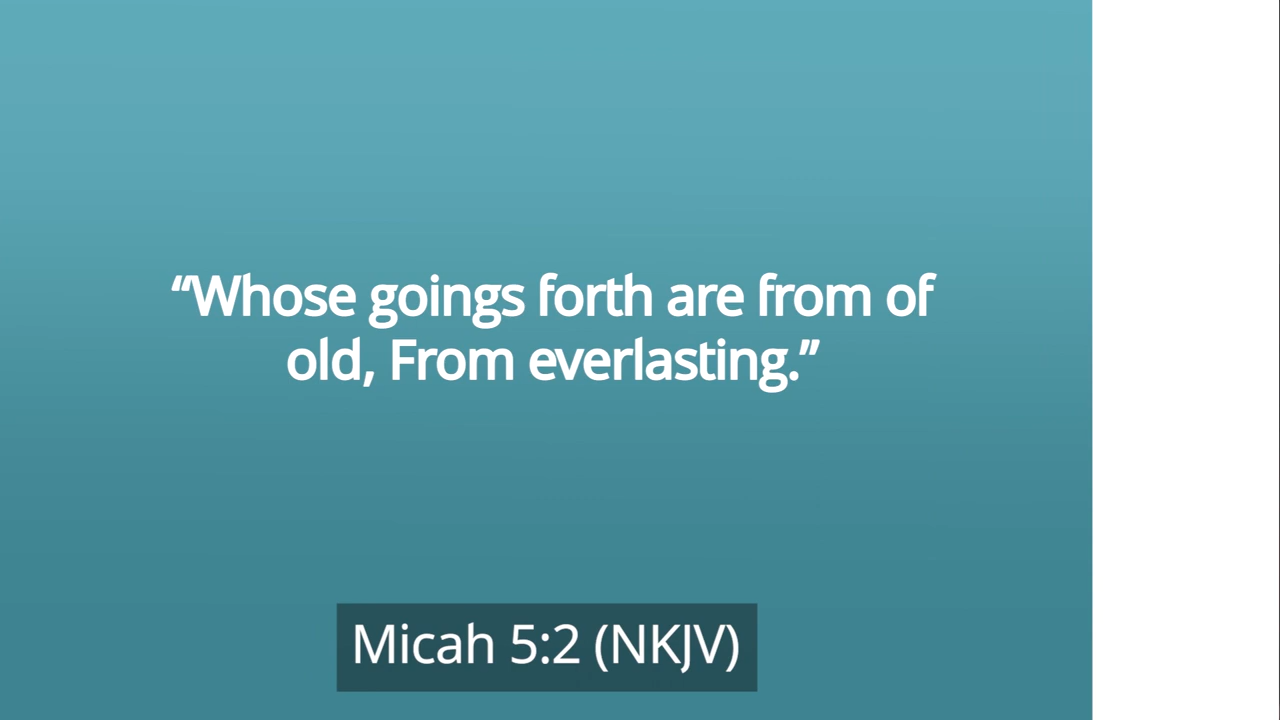 “Whose goings forth are from of
old, From everlasting.”
Micah 5:2 (NKJV)